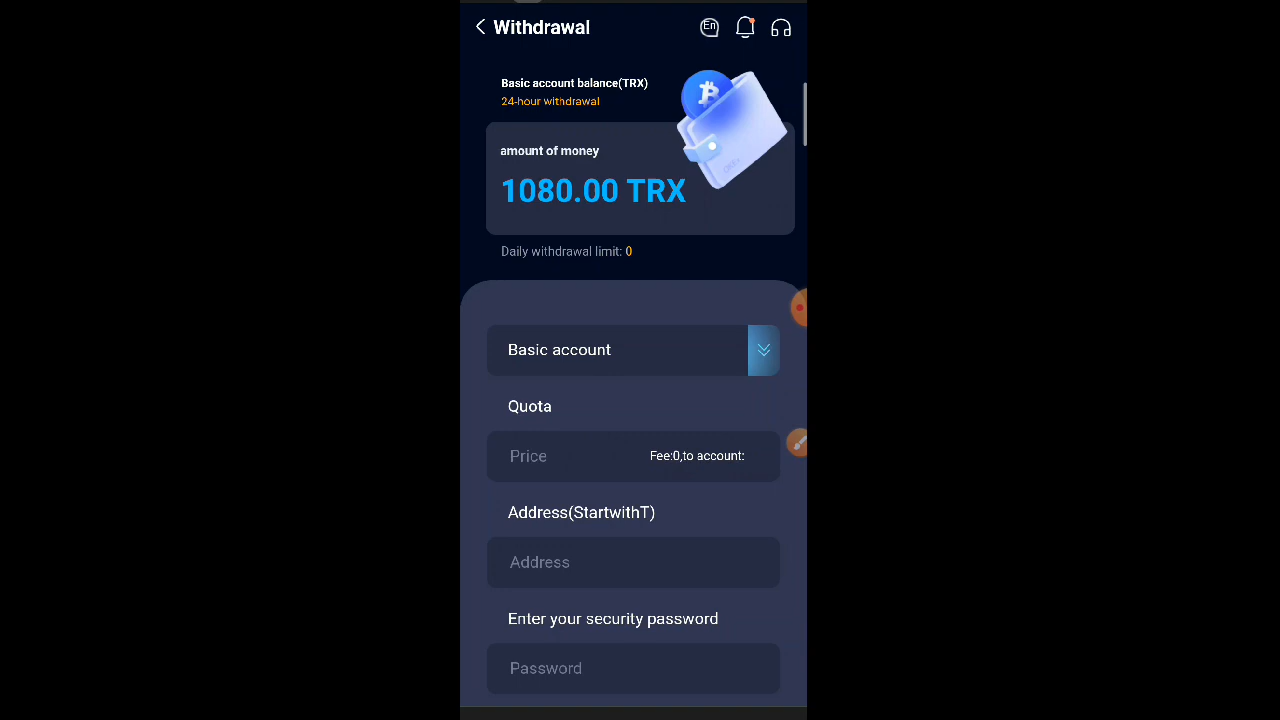 Withdrawal
En
Basic account balance(TRX)
24-hour withdrawal
amount of money
1080.00 TRX
Daily withdrawal limit: 0
Basic account
Quota
Price
Fee:0,to account:
Address(StartwithT)
Address
Enter your security password
Password